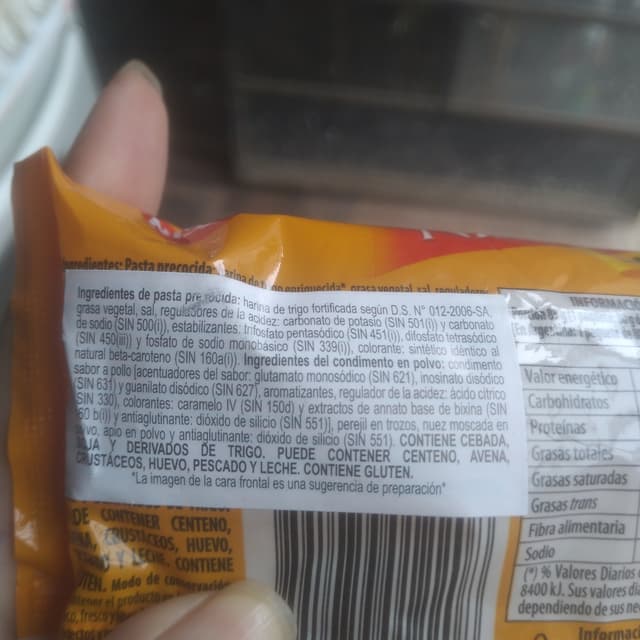 Ingredientes: Pasta precocida
Ingredientes de pasta precocida: harina de trigo fortificada según D.S. N° 012-2006-SA,
grasa vegetal, sal, reguladores de la acidez: carbonato de potasio (SIN 501(i)) y carbonato
de sodio (SIN 500(i)), estabilizantes: trifosfato pentasódico (SIN 451(i)), difosfato tetrasódico
(SIN 450(iii)) y fosfato de sodio monobásico (SIN 339(i)), colorante: sintético idéntico al
natural beta-caroteno (SIN 160a(i)). Ingredientes del condimento en polvo: condimento
sabor a pollo [acentuadores del sabor: glutamato monosódico (SIN 621), inosinato disódico
(SIN 631) y guanilato disódico (SIN 627), aromatizantes, regulador de la acidez: ácido cítrico
(SIN 330), colorantes: caramelo IV (SIN 150d) y extractos de annato base de bixina (SIN
b(i)) y antiaglutinante: dióxido de silicio (SIN 551)], perejil en trozos, nuez moscada en
polvo, apio en polvo y antiaglutinante: dióxido de silicio (SIN 551). CONTIENE CEBADA,
SOJA Y DERIVADOS DE TRIGO. PUEDE CONTENER CENTENO, AVENA,
CRUSTÁCEOS, HUEVO, PESCADO Y LECHE. CONTIENE GLUTEN.
*La imagen de la cara frontal es una sugerencia de preparación*
DE CONTENER CENTENO,
CRUSTÁCEOS, HUEVO,
Y LECHE. CONTIENE
Modo de conservación
el producto en
Valor energético
Carbohidratos
Proteínas
Grasas totales
Grasas saturadas
Grasas trans
Fibra alimentaria
Sodio
(*) % Valores Diarios
8400 kJ. Sus valores
dependiendo de sus